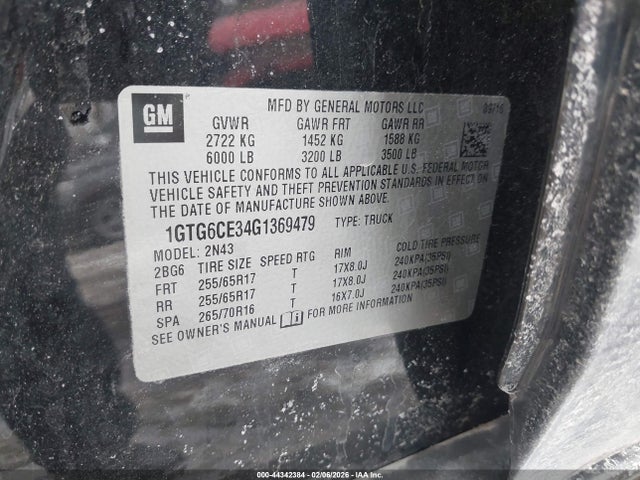 GM
MFD BY GENERAL MOTORS LLC 09/16
GVWR GAWR FRT GAWR RR
2722 KG 1452 KG 1588 KG
6000 LB 3200 LB 3500 LB
THIS VEHICLE CONFORMS TO ALL APPLICABLE U.S. FEDERAL MOTOR
VEHICLE SAFETY AND THEFT PREVENTION STANDARDS IN EFFECT ON
THE DATE OF MANUFACTURE SHOWN ABOVE.
1GTG6CE34G1369479 TYPE: TRUCK
MODEL: 2N43
2BG6 TIRE SIZE SPEED RTG RIM COLD TIRE PRESSURE
FRT 255/65R17 T 17X8.0J 240KPA(35PSI)
RR 255/65R17 T 17X8.0J 240KPA(35PSI)
SPA 265/70R16 T 16X7.0J 240KPA(35PSI)
SEE OWNER'S MANUAL FOR MORE INFORMATION
000-44342384 | 02/06/2026 - IAA Inc.